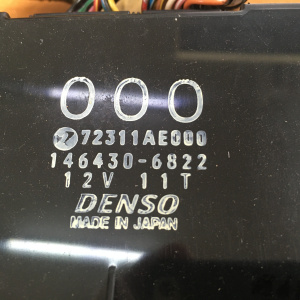 000
72311AE000
146430-6822
12V 11T
DENSO
MADE IN JAPAN